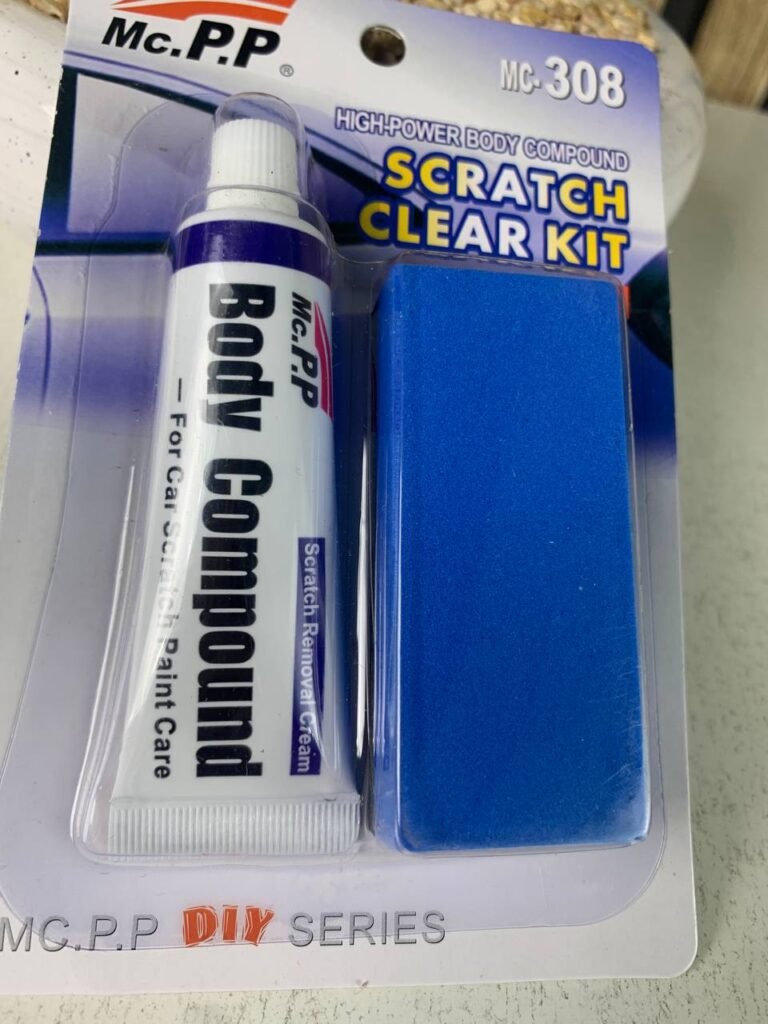 Mc.P.P ®
MC-308
HIGH-POWER BODY COMPOUND
SCRATCH
CLEAR KIT
Mc.P.P
Body Compound
— For Car Scratch Paint Care
Scratch Removal Cream
MC.P.P DIY SERIES